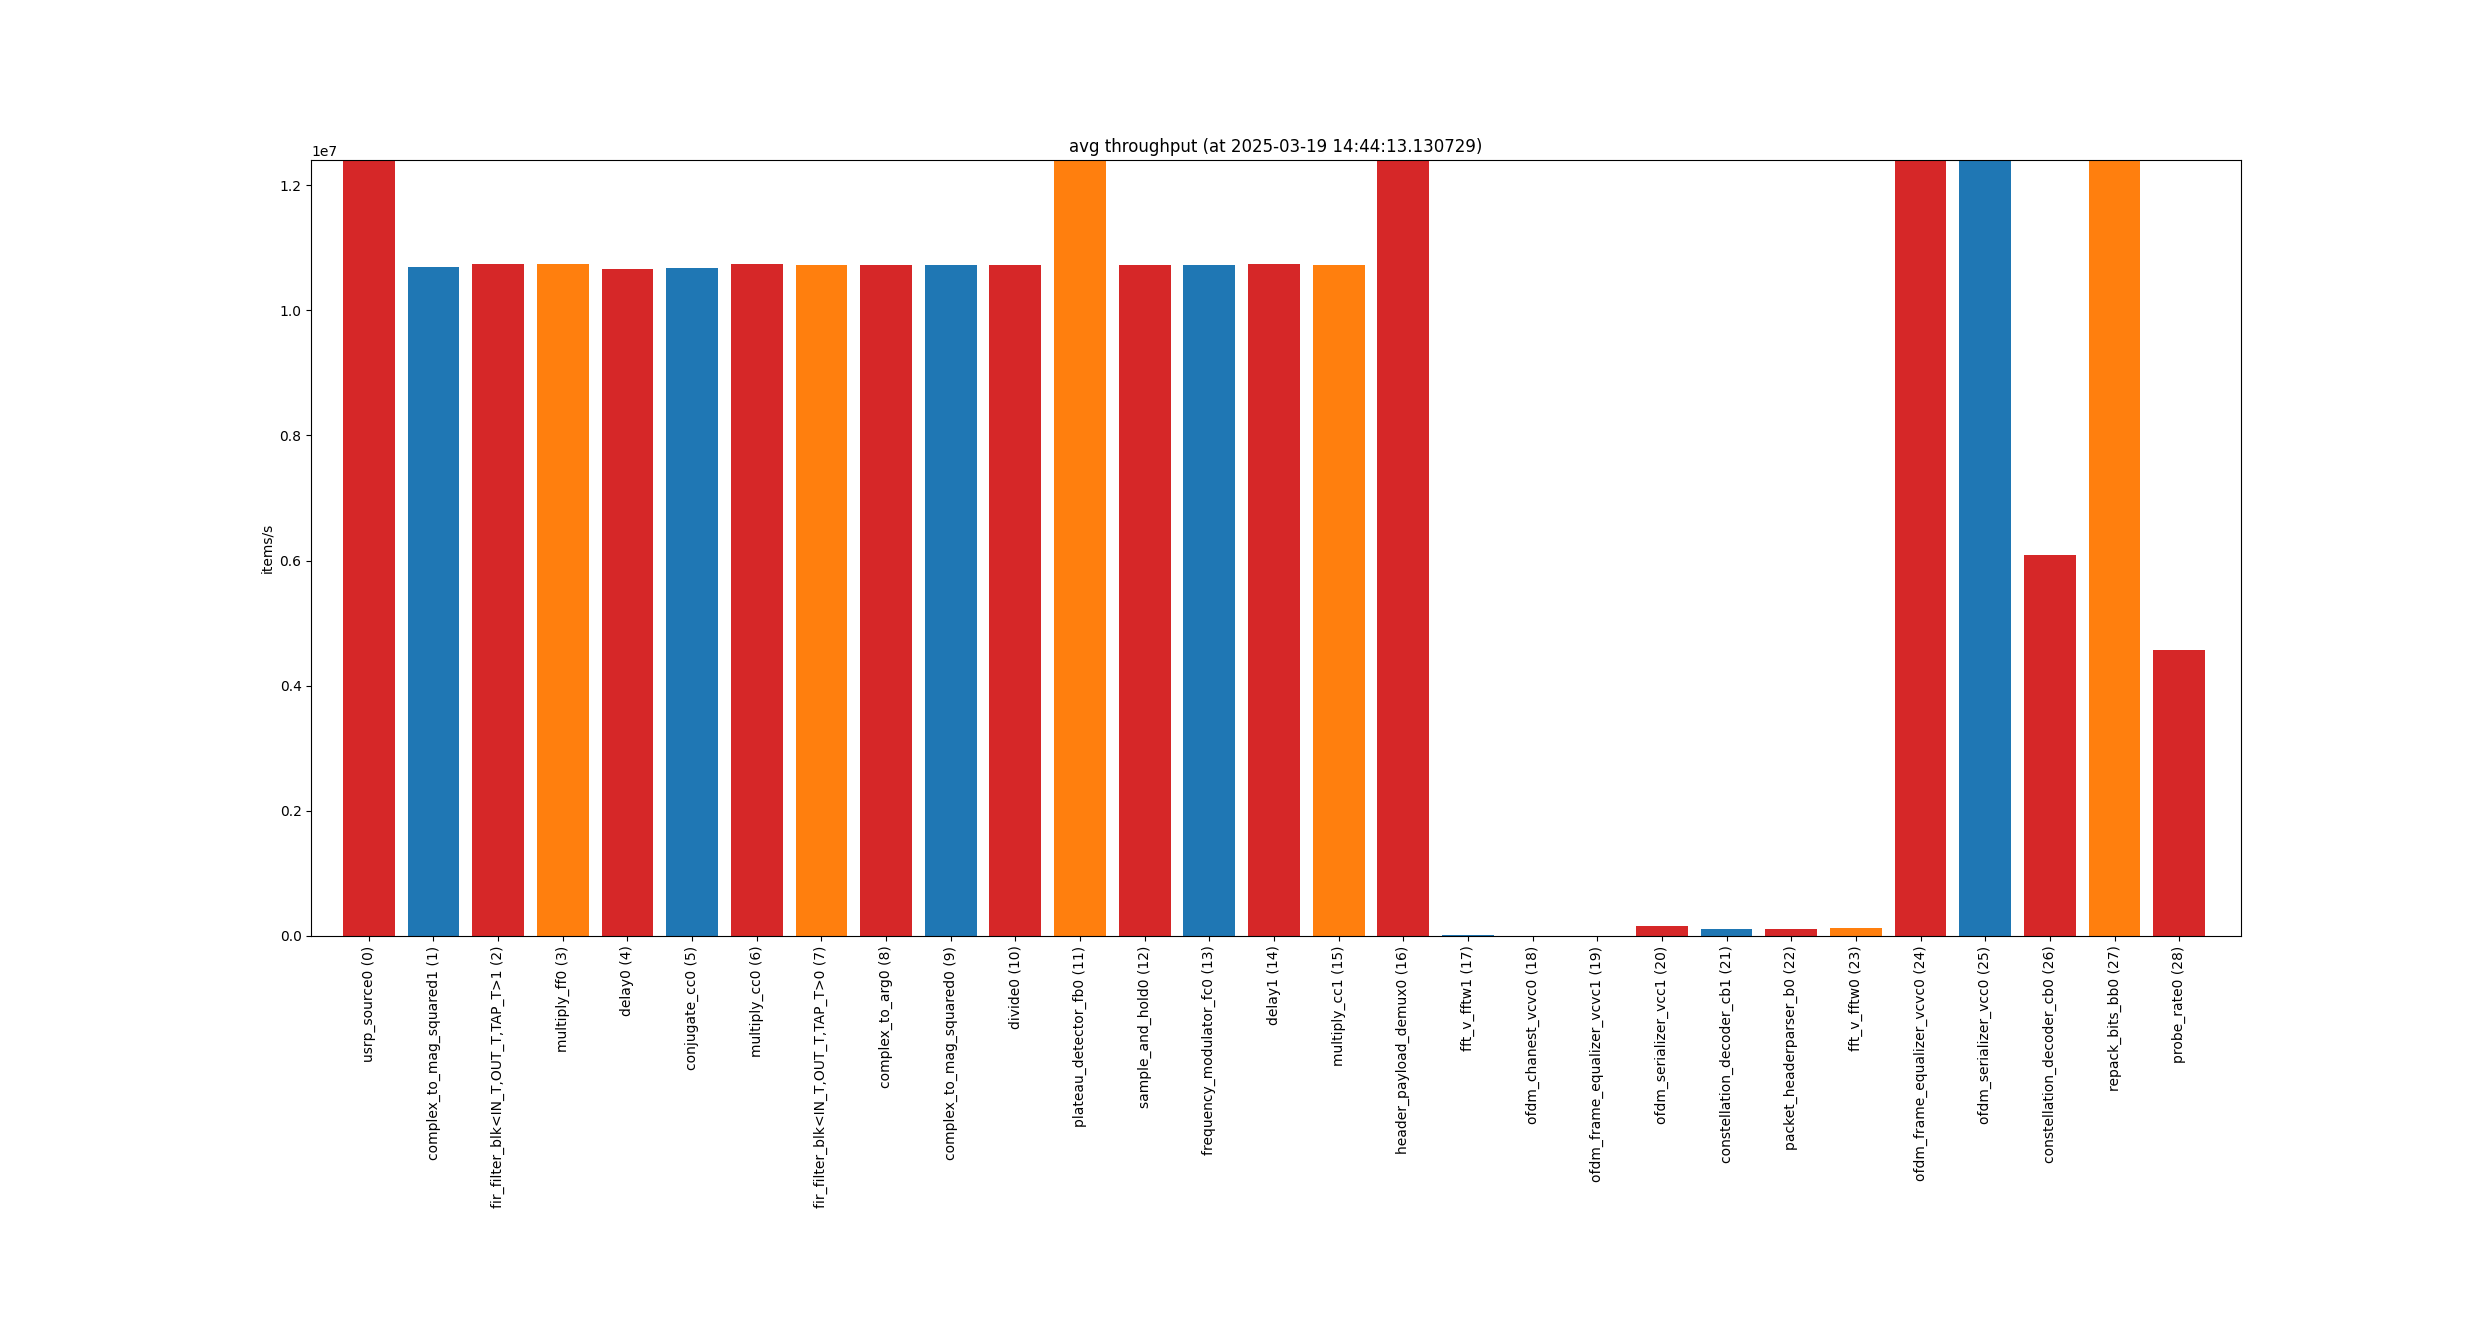 avg throughput (at 2025-03-19 14:44:13.130729)
1e7
1.2
1.0
0.8
0.6
0.4
0.2
0.0
items/s
usrp_source0 (0)
complex_to_mag_squared1 (1)
fir_filter_blk<IN_T,OUT_T,TAP_T>1 (2)
multiply_ff0 (3)
delay0 (4)
conjugate_cc0 (5)
multiply_cc0 (6)
fir_filter_blk<IN_T,OUT_T,TAP_T>0 (7)
complex_to_arg0 (8)
complex_to_mag_squared0 (9)
divide0 (10)
plateau_detector_fb0 (11)
sample_and_hold0 (12)
frequency_modulator_fc0 (13)
delay1 (14)
multiply_cc1 (15)
header_payload_demux0 (16)
fft_v_fftw1 (17)
ofdm_chanest_vcvc0 (18)
ofdm_frame_equalizer_vcvc1 (19)
ofdm_serializer_vcc1 (20)
constellation_decoder_cb1 (21)
packet_headerparser_b0 (22)
fft_v_fftw0 (23)
ofdm_frame_equalizer_vcvc0 (24)
ofdm_serializer_vcc0 (25)
constellation_decoder_cb0 (26)
repack_bits_bb0 (27)
probe_rate0 (28)